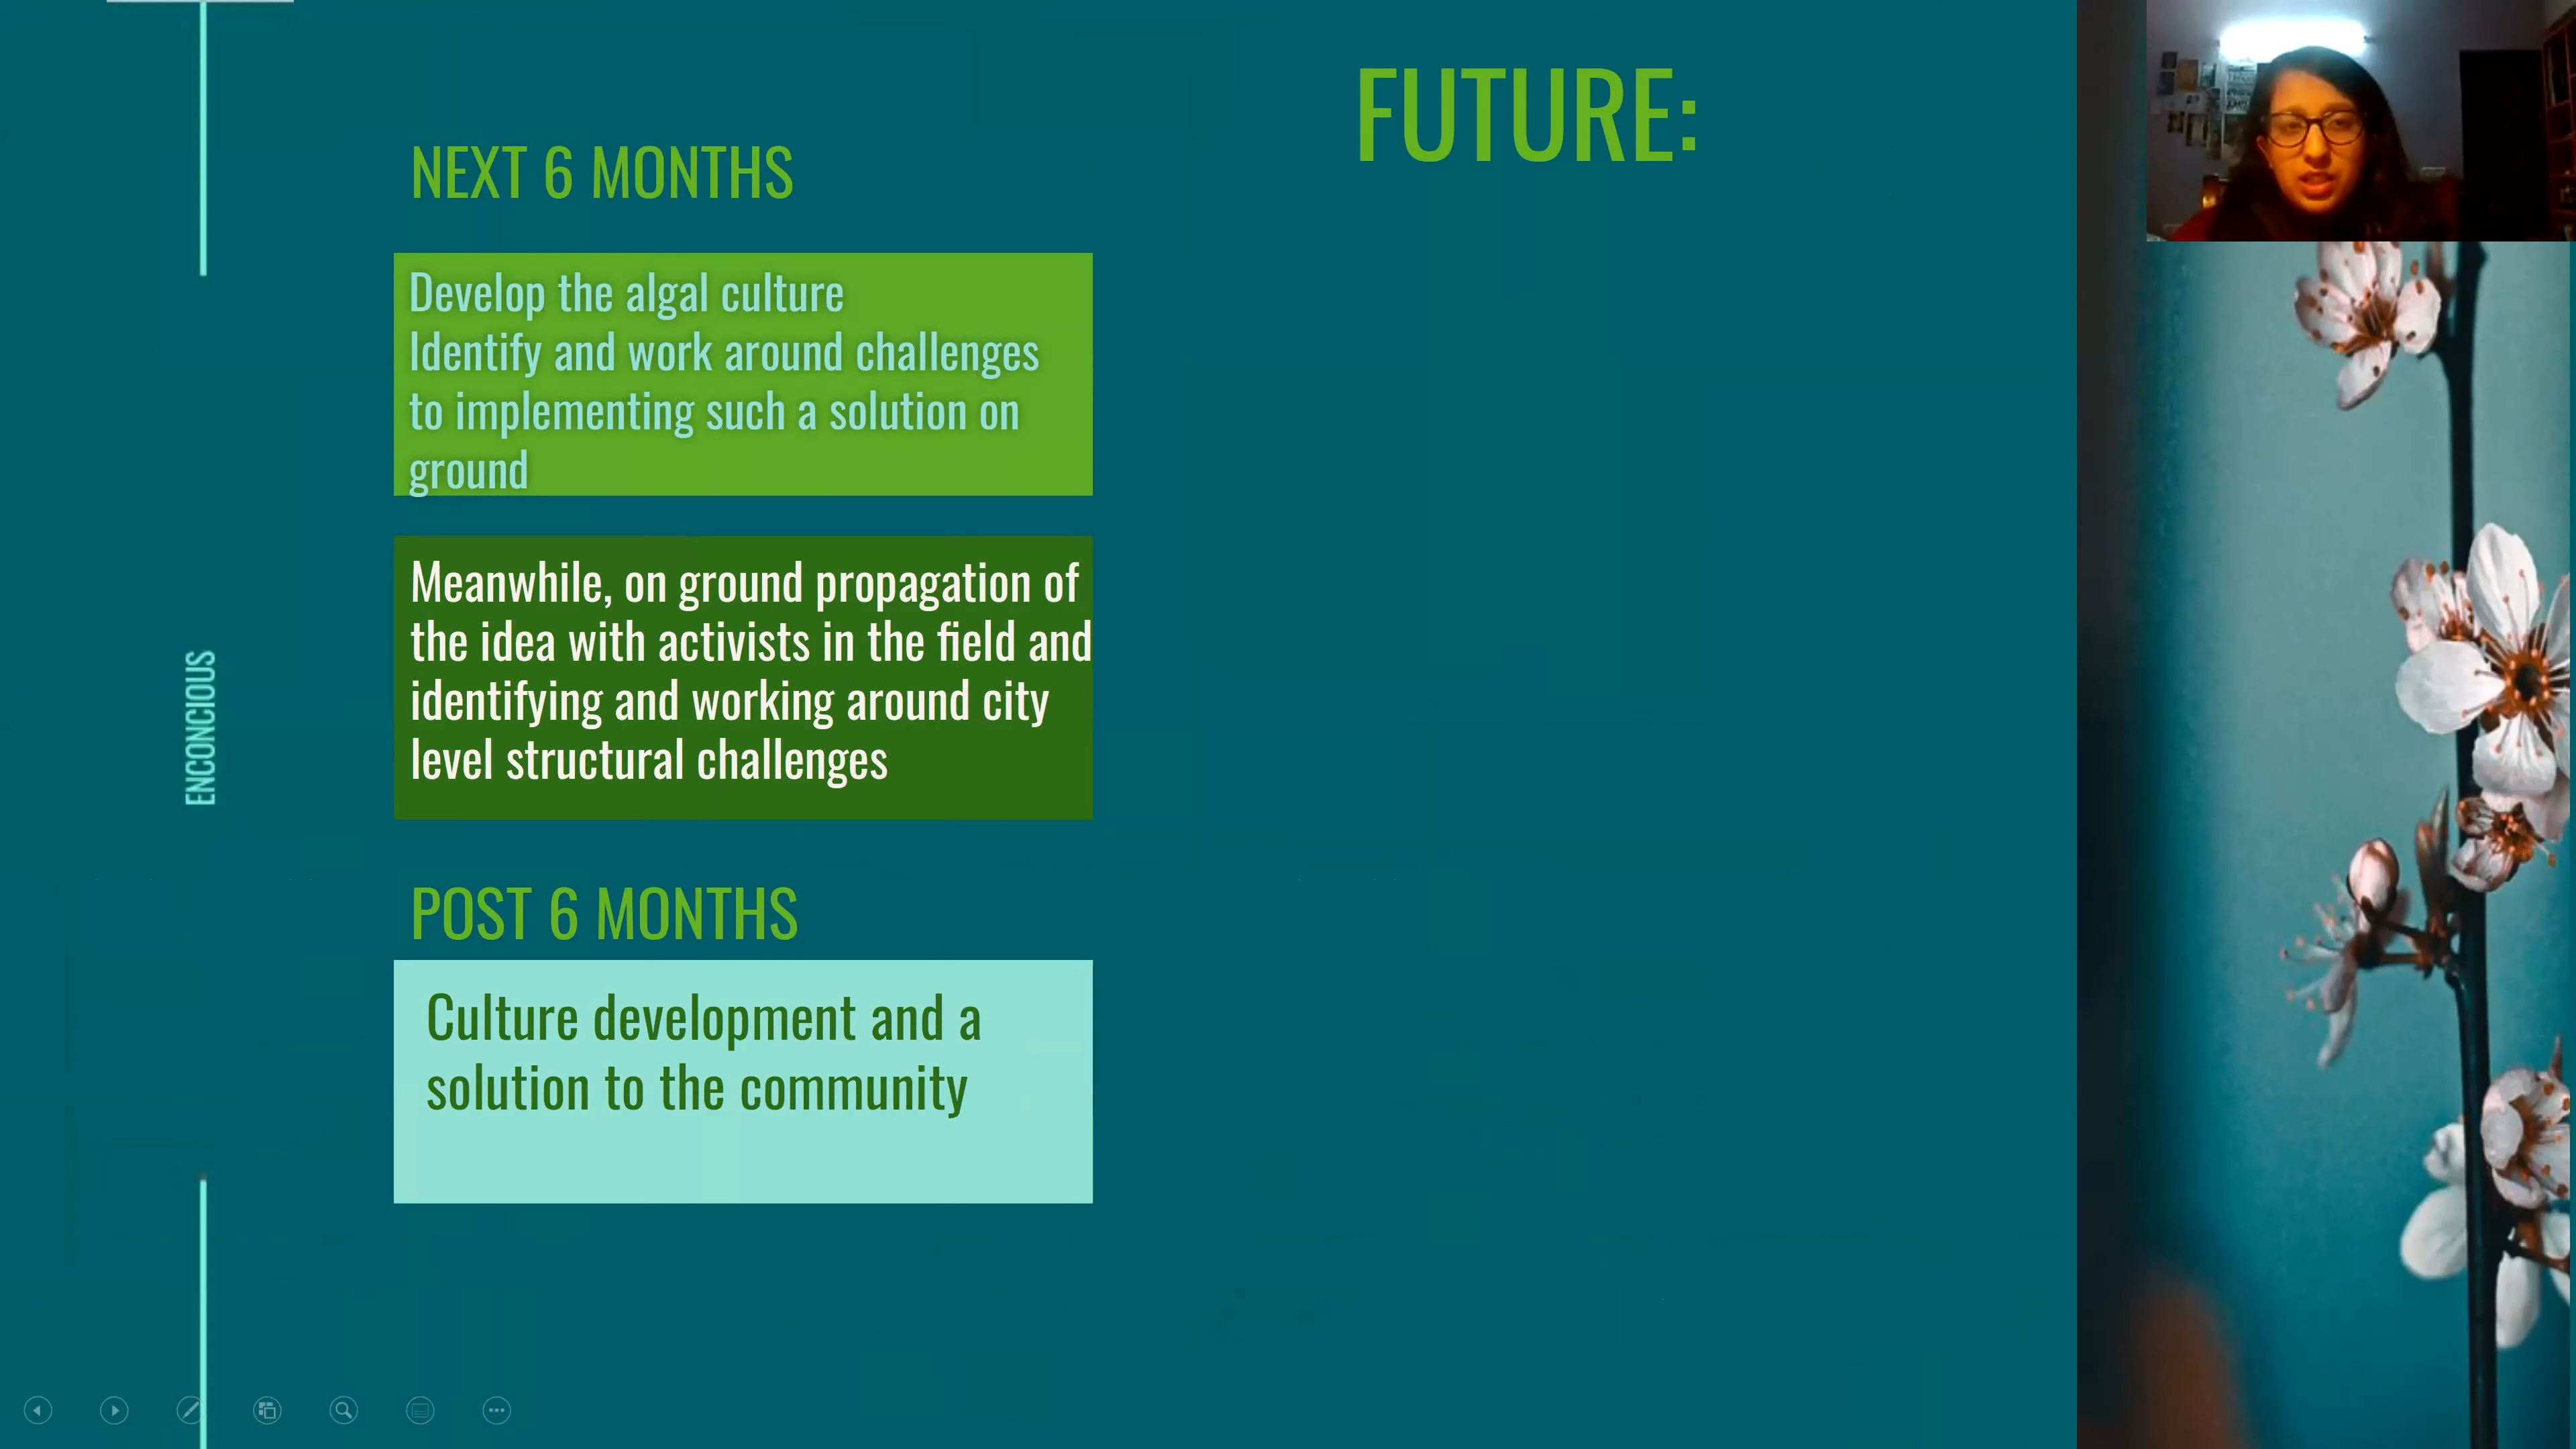 FUTURE:
NEXT 6 MONTHS
Develop the algal culture
Identify and work around challenges
to implementing such a solution on
ground
Meanwhile, on ground propagation of
the idea with activists in the field and
identifying and working around city
level structural challenges
ENCONCIOUS
POST 6 MONTHS
Culture development and a
solution to the community